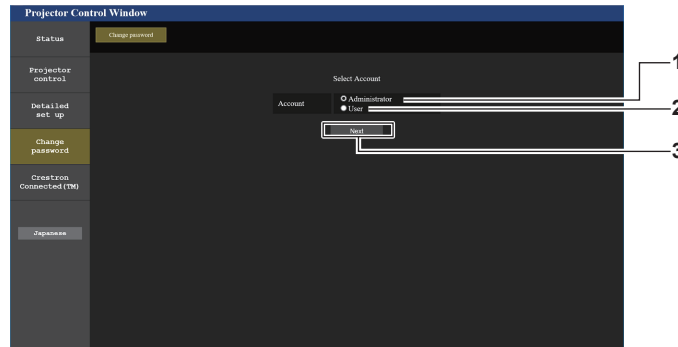 Projector Control Window
Status
Change password
Projector
control
Select Account
Account
Administrator
User
1
2
Detailed
set up
Next
3
Change
password
Crestron
Connected(TM)
Japanese